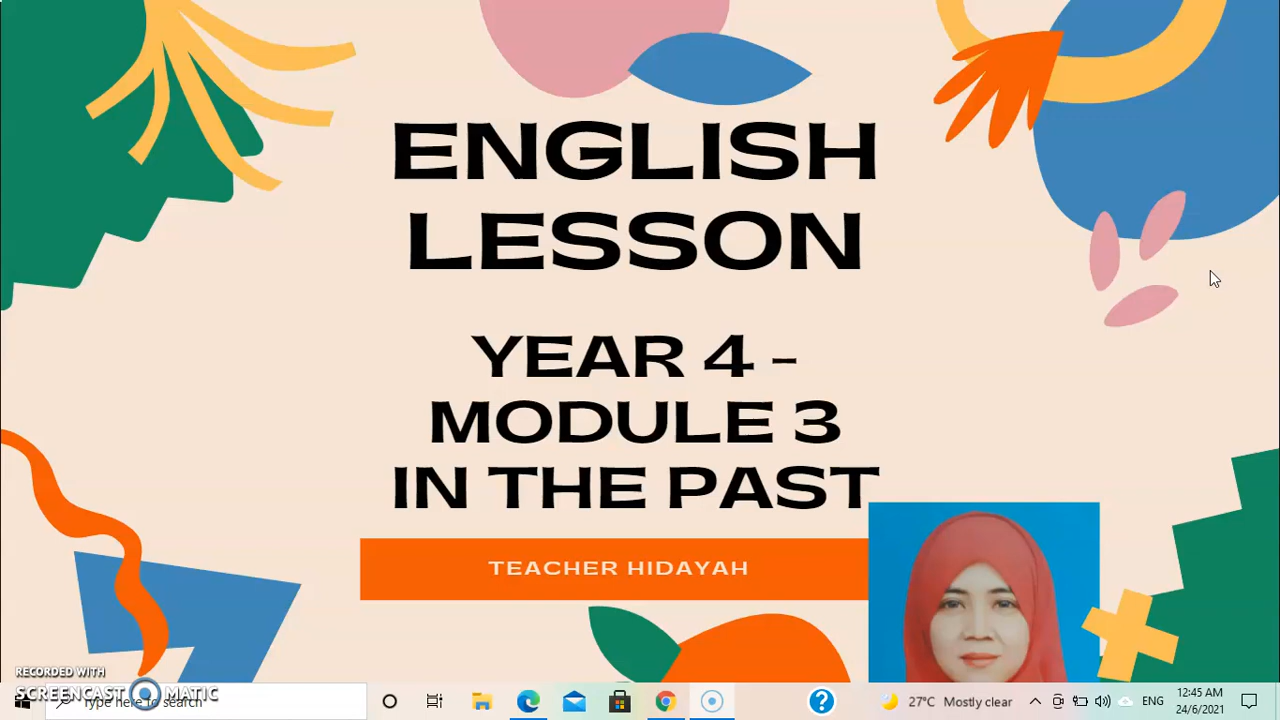 ENGLISH
LESSON
YEAR 4 -
MODULE 3
IN THE PAST
TEACHER HIDAYAH
RECORDED WITH
SCREENCAST MATIC
Type here to search
27°C Mostly clear
ENG
12:45 AM
24/6/2021